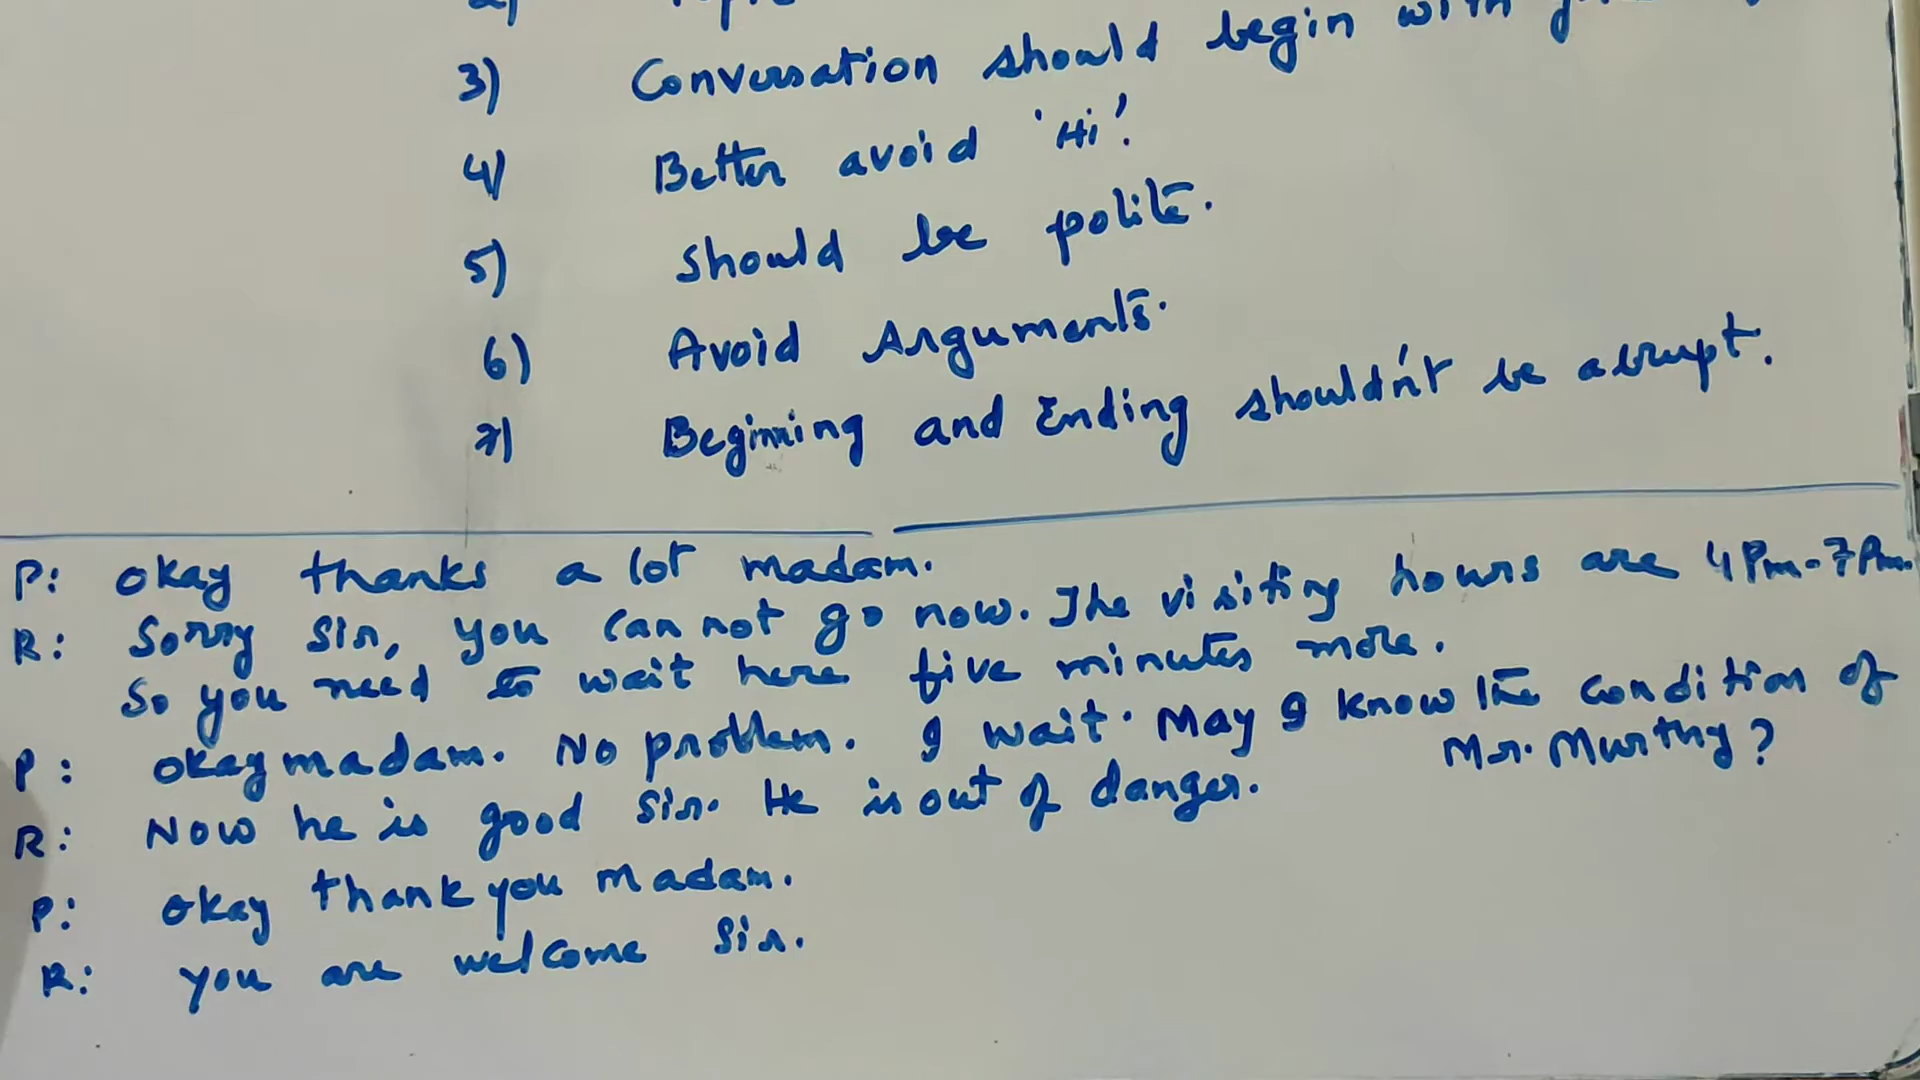 3) Conversation should begin with
4) Better avoid 'Hi'.
5) Should be polite.
6) Avoid Arguments.
7) Beginning and Ending shouldn't be abrupt.
P: Okay thanks a lot madam.
R: Sorry Sir, you can not go now. The visiting hours are 4Pm-7Pm.
So you need to wait here five minutes more.
P: Okay madam. No problem. I wait. May I know the condition of
Mr. Murthy?
R: Now he is good Sir. He is out of danger.
P: Okay thank you madam.
R: You are welcome Sir.